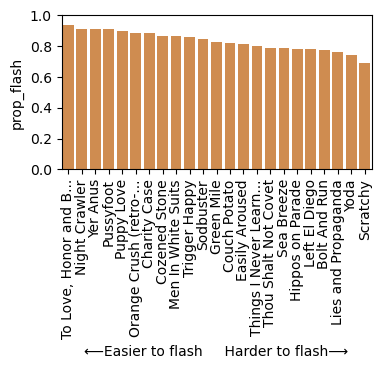 prop_flash
1.0
0.8
0.6
0.4
0.2
0.0
To Love, Honor and B...
Night Crawler
Yer Anus
Pussyfoot
Puppy Love
Orange Crush (retro-...
Charity Case
Cozened Stone
Men In White Suits
Trigger Happy
Sodbuster
Green Mile
Couch Potato
Easily Aroused
Things I Never Learn...
Thou Shalt Not Covet
Sea Breeze
Hippos on Parade
Left El Diego
Bolt And Run
Lies and Propaganda
Yoda
Scratchy
⟵Easier to flash Harder to flash⟶